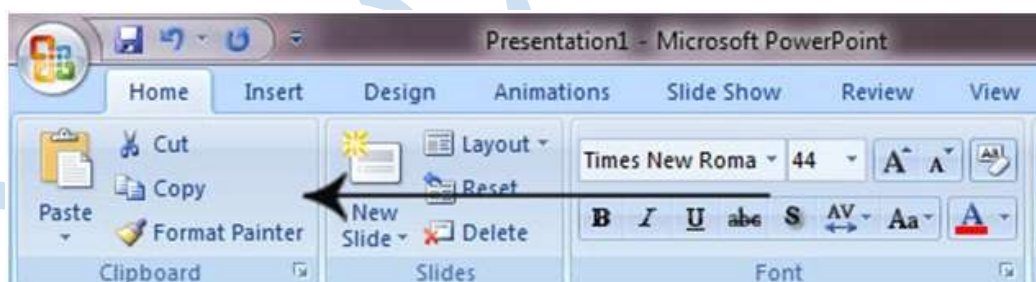 Presentation1 - Microsoft PowerPoint
Home Insert Design Animations Slide Show Review View
Cut Layout Times New Roma 44 A A Aa
Copy Reset
Paste New Slide B I U abc S AV Aa A
Format Painter Delete
Clipboard Slides Font